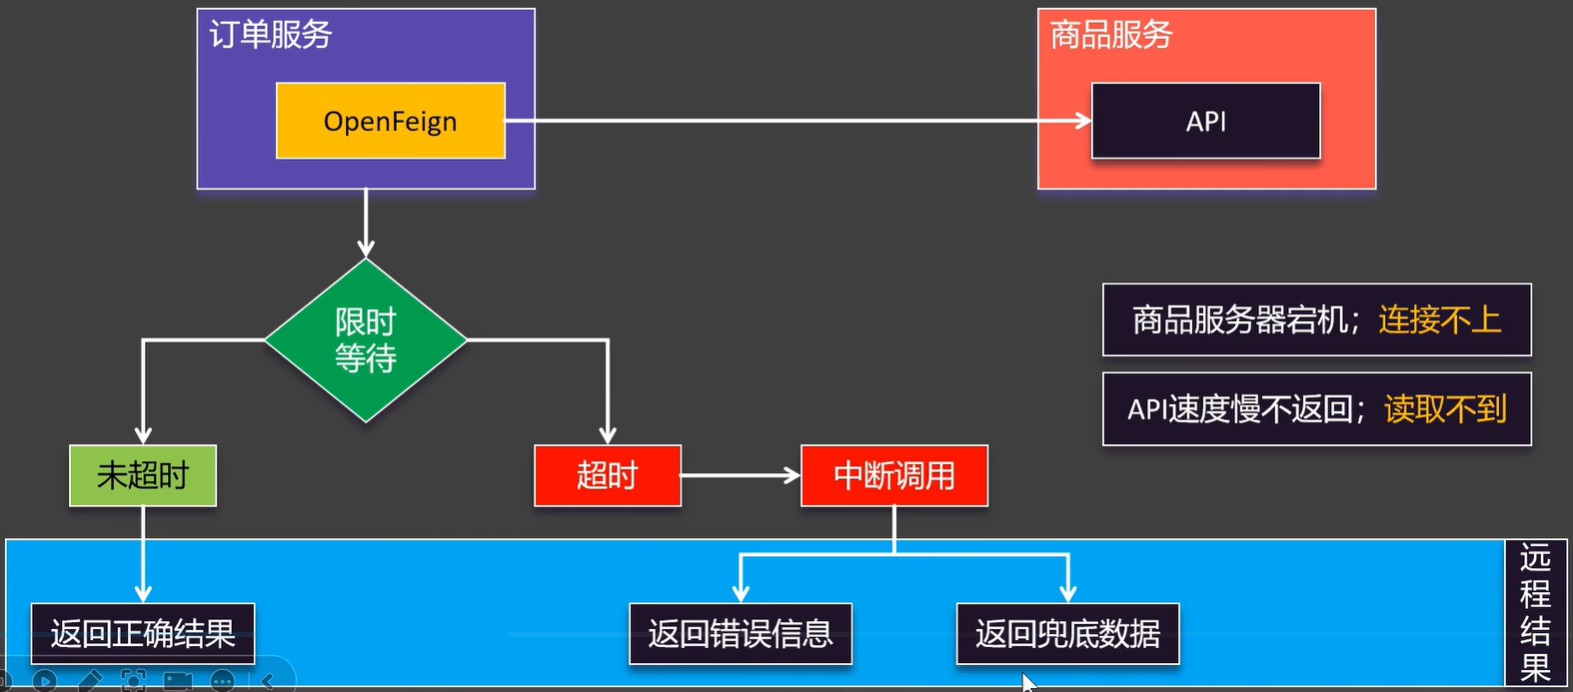 订单服务
商品服务
OpenFeign
API
限时
等待
商品服务器宕机；连接不上
API速度慢不返回；读取不到
未超时
超时
中断调用
返回正确结果
返回错误信息
返回兜底数据
远
程
结
果